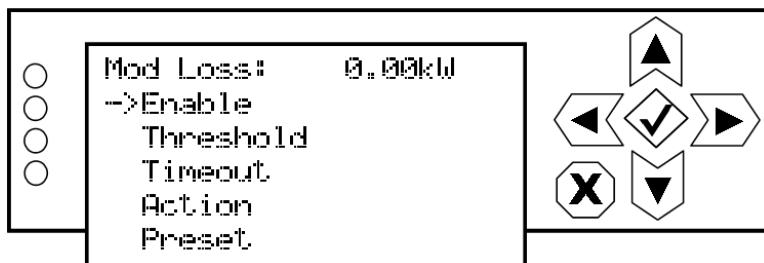 Mod Loss: 0.00kW
->Enable
Threshold
Timeout
Action
Preset
X